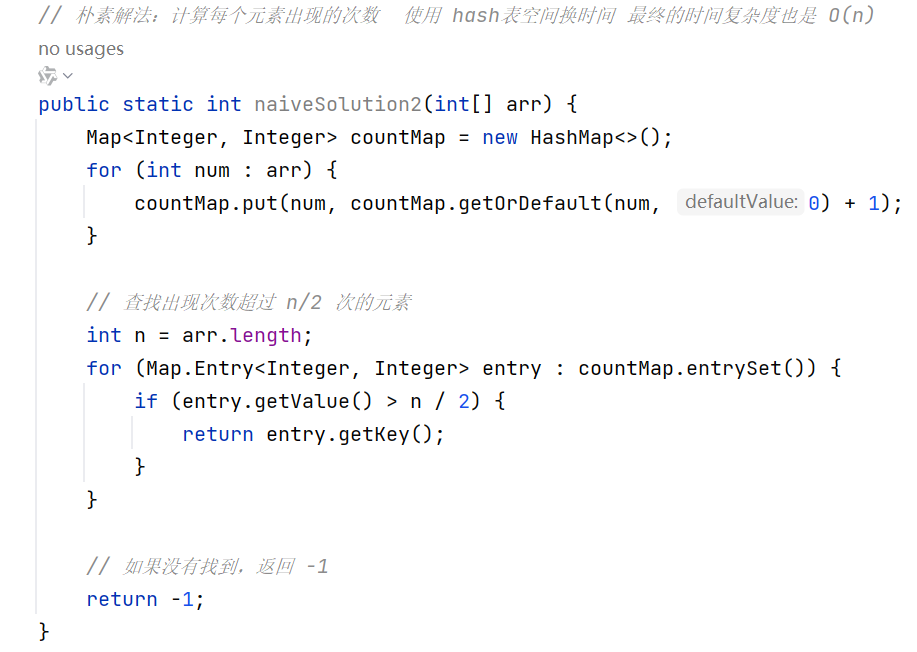 // 朴素解法：计算每个元素出现的次数  使用 hash表空间换时间 最终的时间复杂度也是 O(n)
no usages
public static int naiveSolution2(int[] arr) {
    Map<Integer, Integer> countMap = new HashMap<>();
    for (int num : arr) {
        countMap.put(num, countMap.getOrDefault(num, defaultValue: 0) + 1);
    }
    // 查找出现次数超过 n/2 次的元素
    int n = arr.length;
    for (Map.Entry<Integer, Integer> entry : countMap.entrySet()) {
        if (entry.getValue() > n / 2) {
            return entry.getKey();
        }
    }
    // 如果没有找到，返回 -1
    return -1;
}